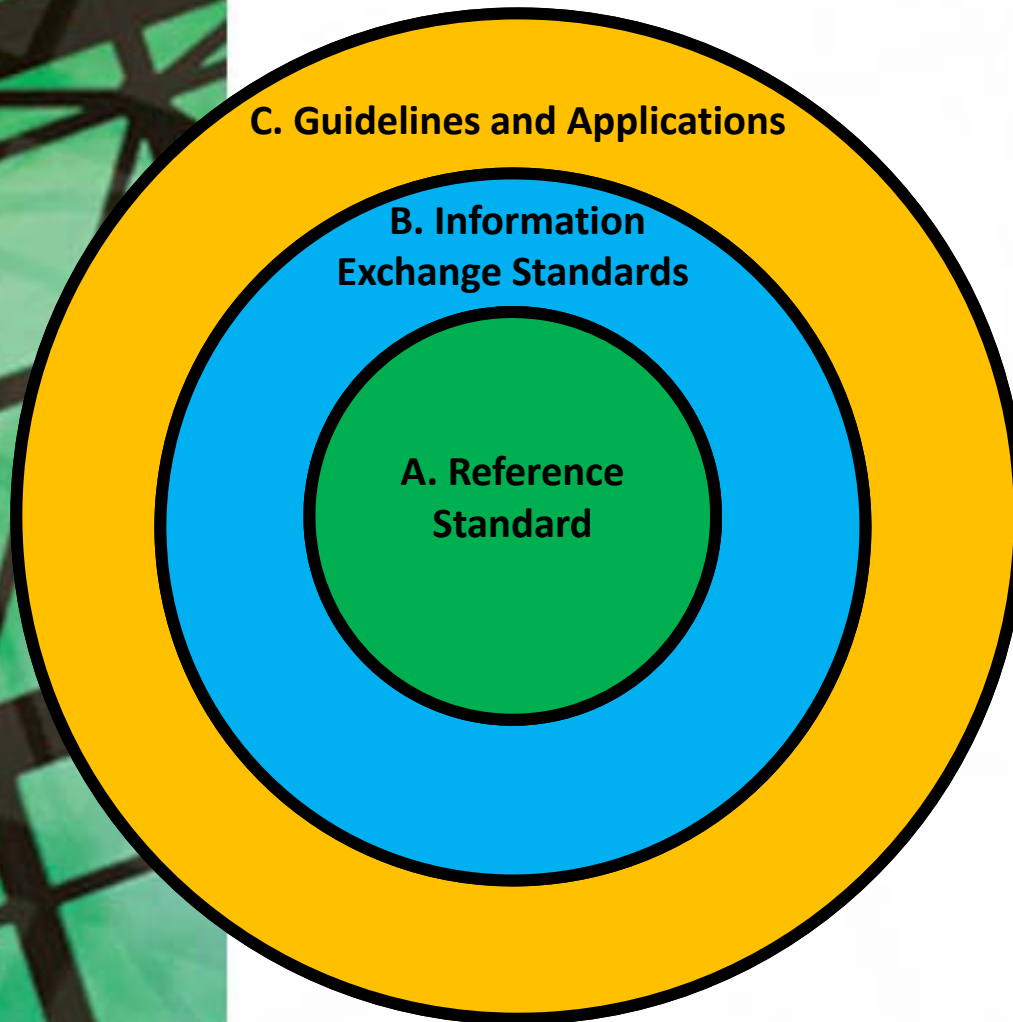 C. Guidelines and Applications
B. Information
Exchange Standards
A. Reference
Standard